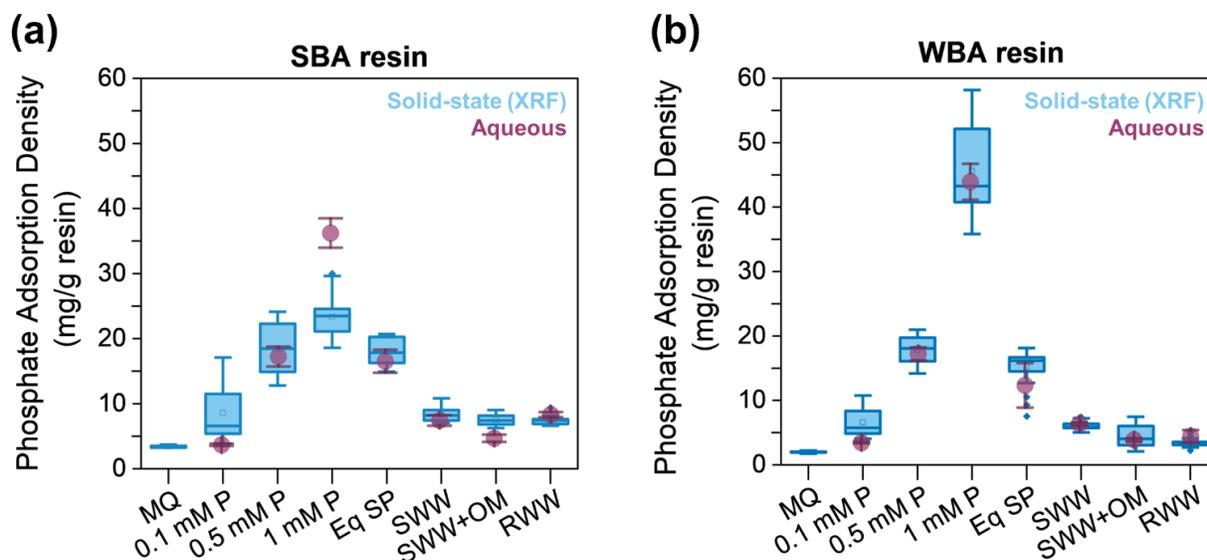 (a)
SBA resin
Phosphate Adsorption Density
(mg/g resin)
60
50
40
30
20
10
0
Solid-state (XRF)
Aqueous
MQ
0.1 mM P
0.5 mM P
1 mM P
Eq SP
SWW
SWW+OM
RWW
(b)
WBA resin
Phosphate Adsorption Density
(mg/g resin)
60
50
40
30
20
10
0
Solid-state (XRF)
Aqueous
MQ
0.1 mM P
0.5 mM P
1 mM P
Eq SP
SWW
SWW+OM
RWW